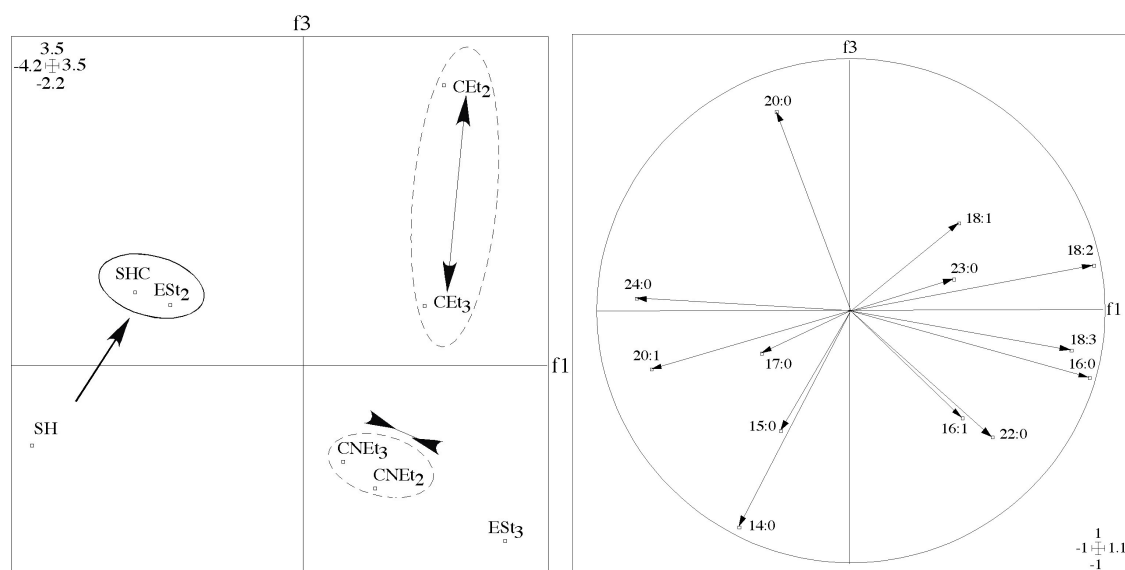 f3
3.5
-4.2 3.5
-2.2
CEt2
SHC
ESt2
CEt3
f1
SH
CNEt3
CNEt2
ESt3
f3
20:0
18:1
18:2
23:0
24:0
f1
18:3
20:1
17:0
16:0
15:0
16:1
22:0
14:0
1
-1 1.1
-1